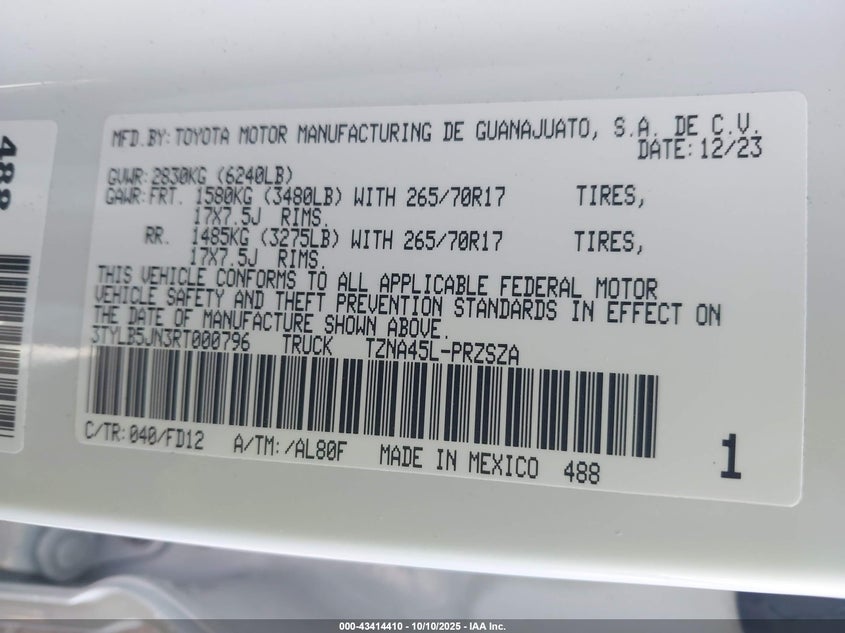 MFD.BY:TOYOTA MOTOR MANUFACTURING DE GUANAJUATO, S.A. DE C.V.
DATE:12/23
GVWR:2830KG (6240LB)
GAWR:FRT. 1580KG (3480LB) WITH 265/70R17 TIRES,
17X7.5J RIMS.
RR. 1485KG (3275LB) WITH 265/70R17 TIRES,
17X7.5J RIMS.
THIS VEHICLE CONFORMS TO ALL APPLICABLE FEDERAL MOTOR
VEHICLE SAFETY AND THEFT PREVENTION STANDARDS IN EFFECT ON
THE DATE OF MANUFACTURE SHOWN ABOVE.
3TYLB5JN3RT000796 TRUCK TZNA45L-PRZSZA
C/TR:040/FD12 A/TM:/AL80F MADE IN MEXICO 488 1
488
000-43414410 - 10/10/2025 - IAA Inc.